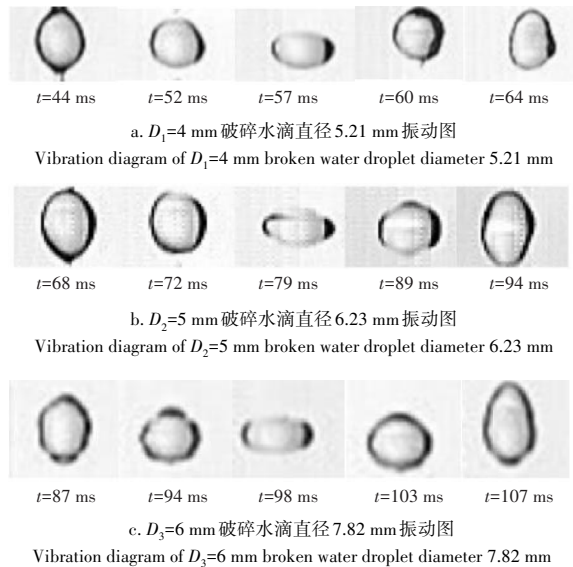 t=44 ms t=52 ms t=57 ms t=60 ms t=64 ms
a. D₁=4 mm 破碎水滴直径 5.21 mm 振动图
Vibration diagram of D₁=4 mm broken water droplet diameter 5.21 mm
t=68 ms t=72 ms t=79 ms t=89 ms t=94 ms
b. D₂=5 mm 破碎水滴直径 6.23 mm 振动图
Vibration diagram of D₂=5 mm broken water droplet diameter 6.23 mm
t=87 ms t=94 ms t=98 ms t=103 ms t=107 ms
c. D₃=6 mm 破碎水滴直径 7.82 mm 振动图
Vibration diagram of D₃=6 mm broken water droplet diameter 7.82 mm